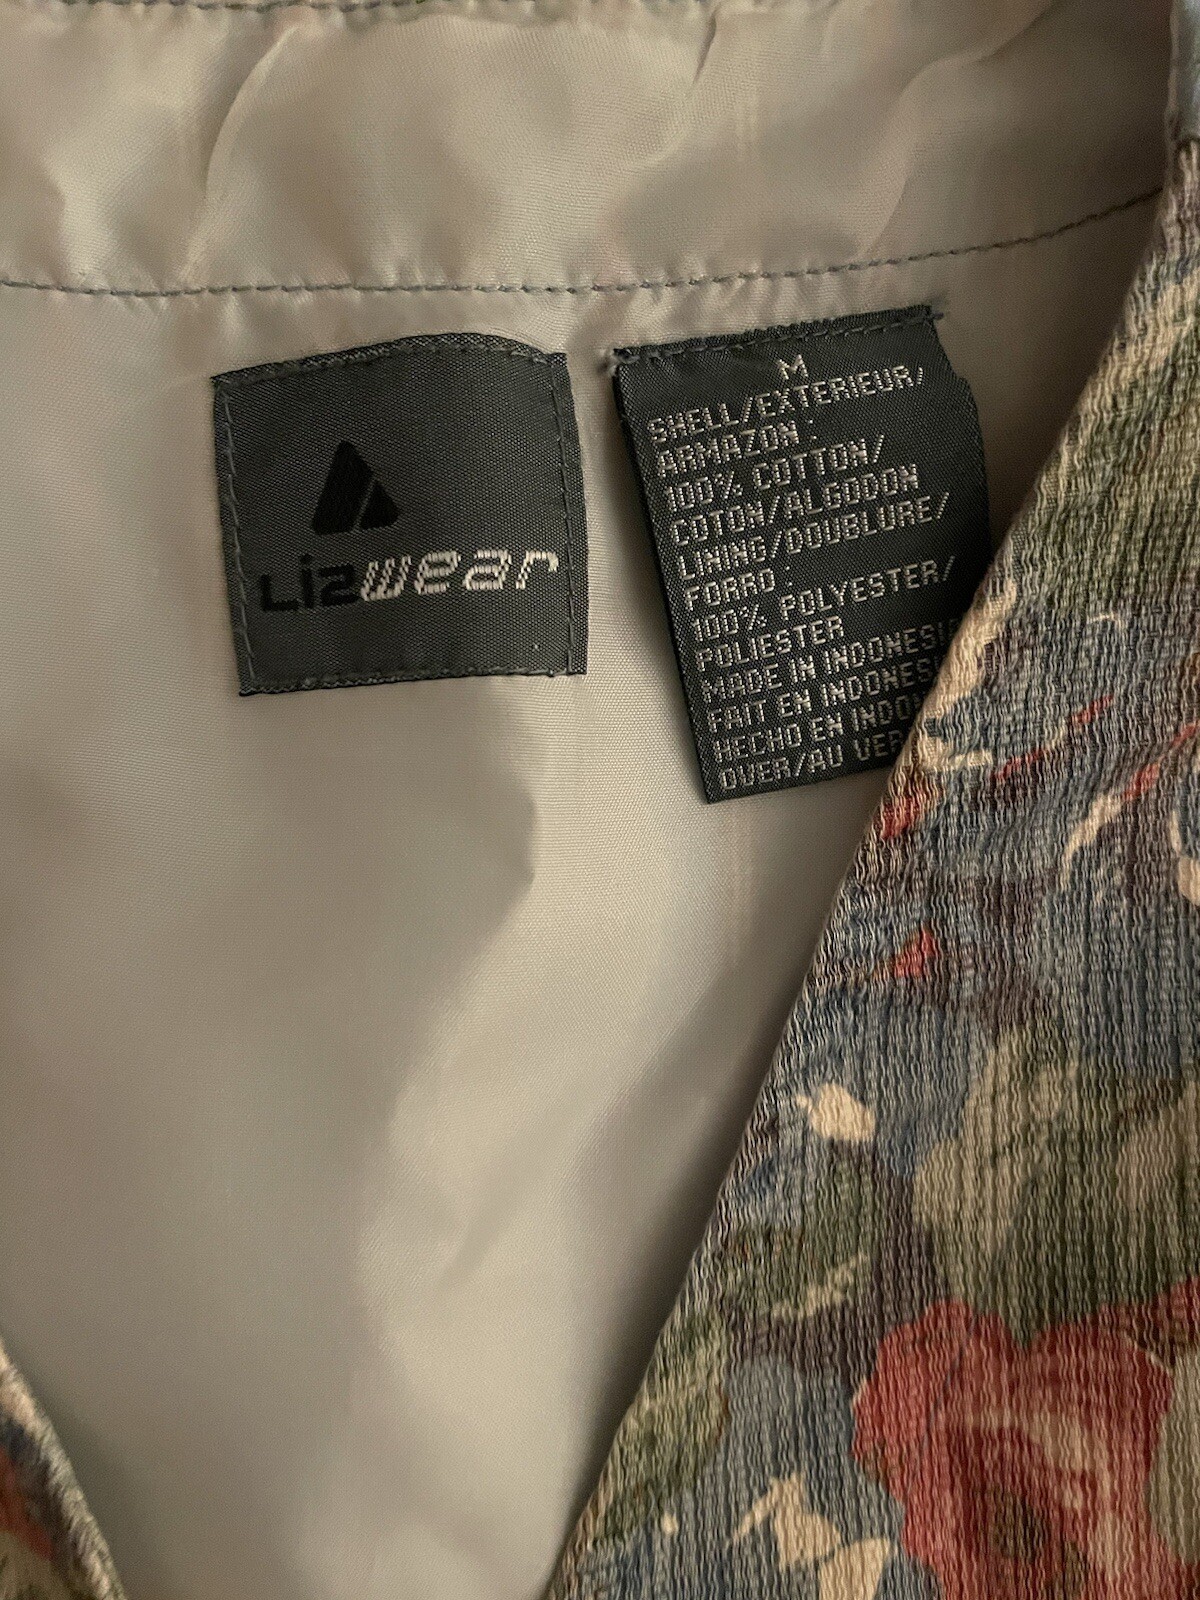 Lizwear
M
SHELL/EXTERIEUR/
ARMAZON :
100% COTTON/
COTON/ALGODON
LINING/DOUBLURE/
FORRO :
100% POLYESTER/
POLIESTER
MADE IN INDONESI
FAIT EN INDONES
HECHO EN INDO
OVER/AU VER